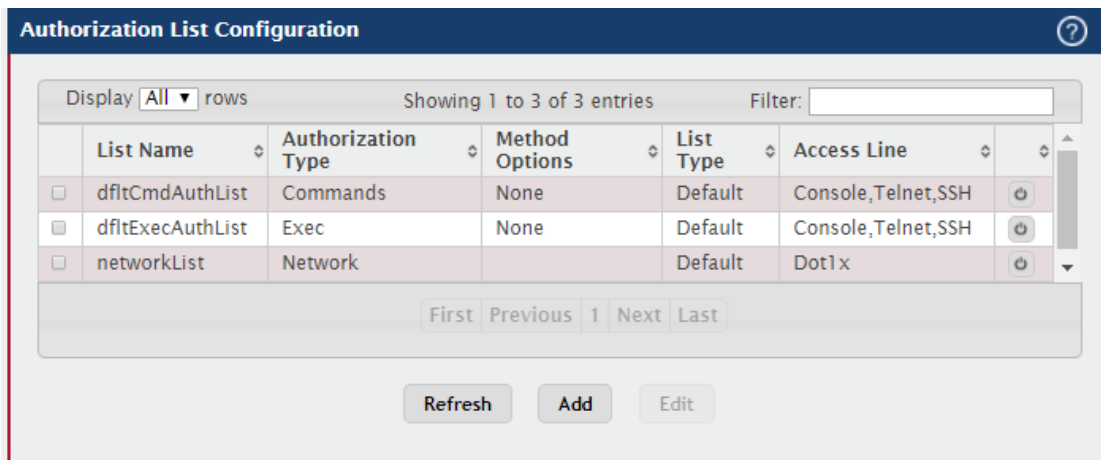 Authorization List Configuration ?
Display All ▼ rows Showing 1 to 3 of 3 entries Filter:
List Name Authorization Type Method Options List Type Access Line
dfltCmdAuthList Commands None Default Console,Telnet,SSH
dfltExecAuthList Exec None Default Console,Telnet,SSH
networkList Network Default Dot1x
First Previous 1 Next Last
Refresh Add Edit